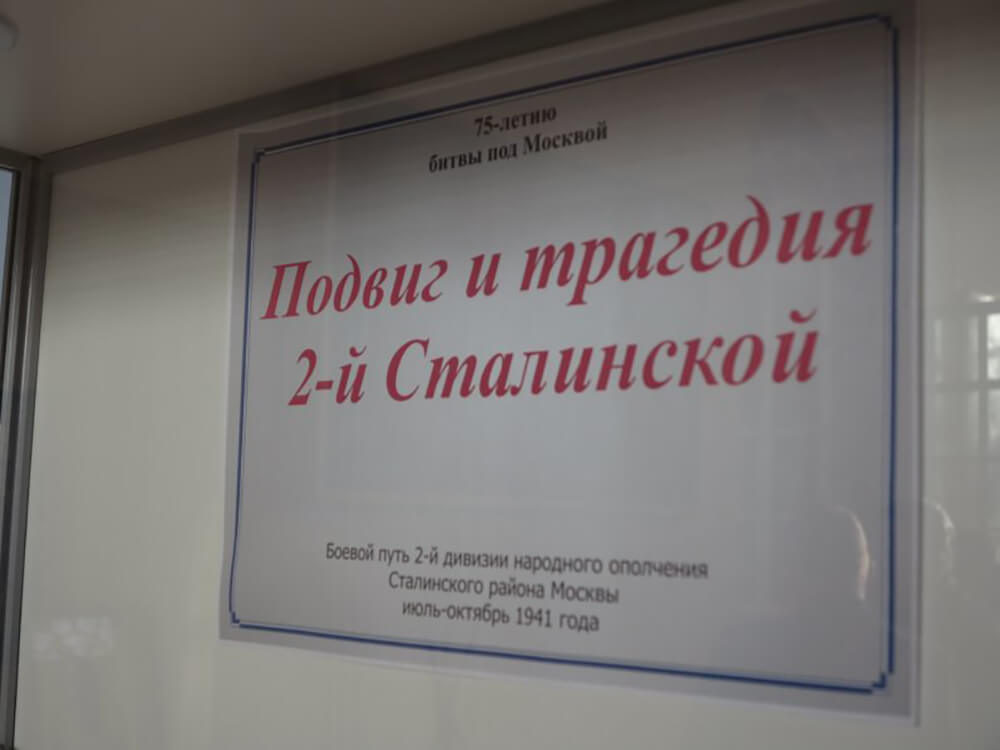 75-летию
битвы под Москвой
Подвиг и трагедия
2-й Сталинской
Боевой путь 2-й дивизии народного ополчения
Сталинского района Москвы
июль-октябрь 1941 года